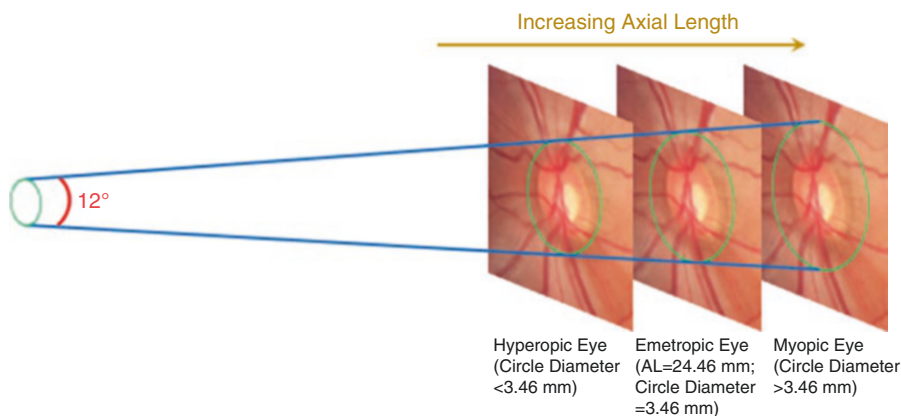 Increasing Axial Length
12°
Hyperopic Eye
(Circle Diameter
<3.46 mm)
Emetropic Eye
(AL=24.46 mm;
Circle Diameter
=3.46 mm)
Myopic Eye
(Circle Diameter
>3.46 mm)